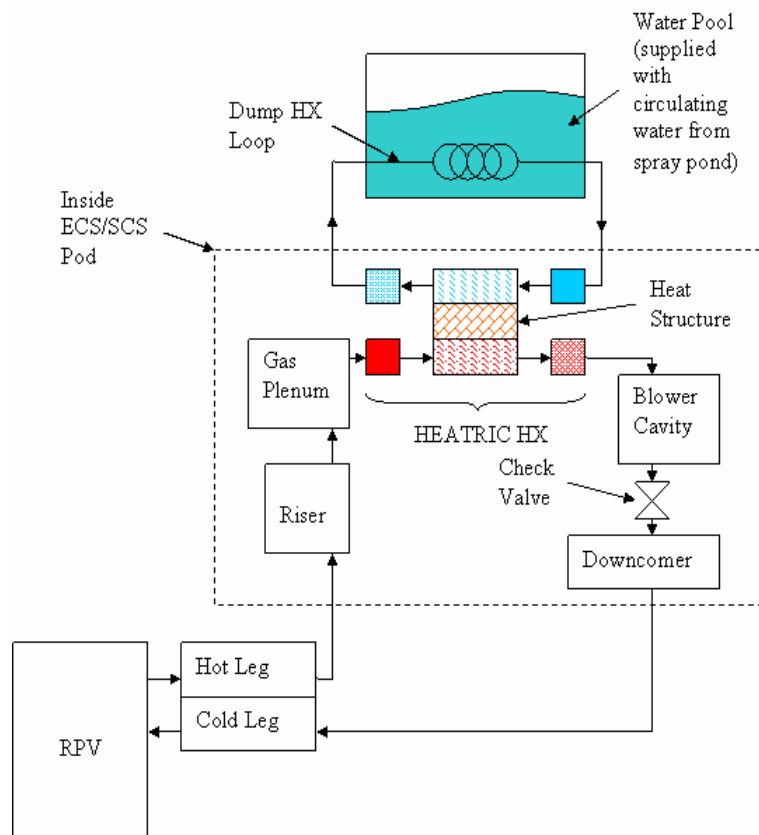 Water Pool
(supplied
with
circulating
water from
spray pond)
Dump HX
Loop
Inside
ECS/SCS
Pod
Heat
Structure
Gas
Plenum
HEATRIC HX
Blower
Cavity
Check
Valve
Riser
Downcomer
Hot Leg
Cold Leg
RPV